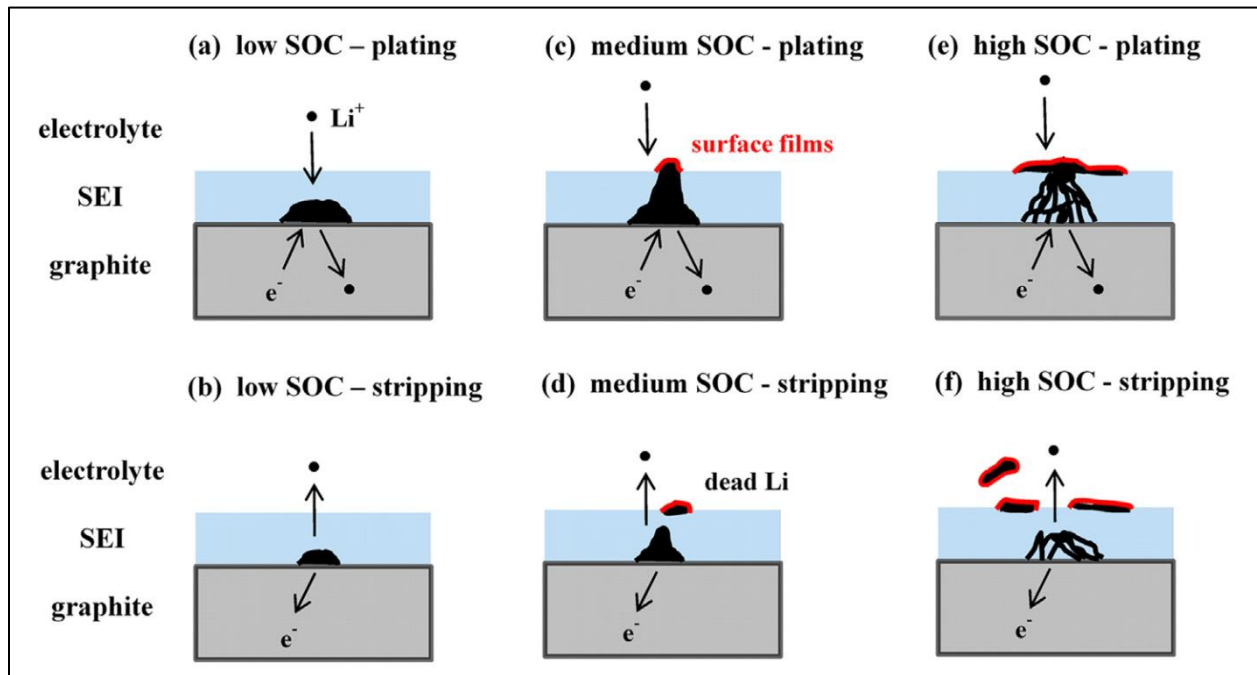 (a) low SOC – plating
(c) medium SOC - plating
(e) high SOC - plating
electrolyte
Li⁺
surface films
SEI
graphite
e⁻
e⁻
e⁻
(b) low SOC – stripping
(d) medium SOC - stripping
(f) high SOC - stripping
electrolyte
dead Li
SEI
graphite
e⁻
e⁻
e⁻